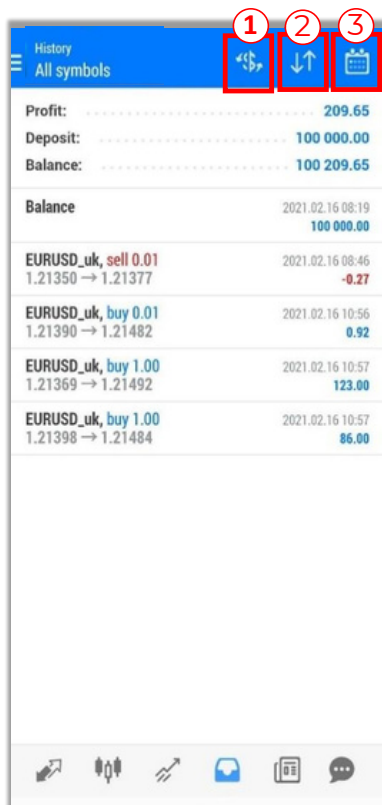 1 2 3
History
All symbols
Profit: 209.65
Deposit: 100 000.00
Balance: 100 209.65
Balance 2021.02.16 08:19
100 000.00
EURUSD_uk, sell 0.01 2021.02.16 08:46
1.21350 → 1.21377 -0.27
EURUSD_uk, buy 0.01 2021.02.16 10:56
1.21390 → 1.21482 0.92
EURUSD_uk, buy 1.00 2021.02.16 10:57
1.21369 → 1.21492 123.00
EURUSD_uk, buy 1.00 2021.02.16 10:57
1.21398 → 1.21484 86.00